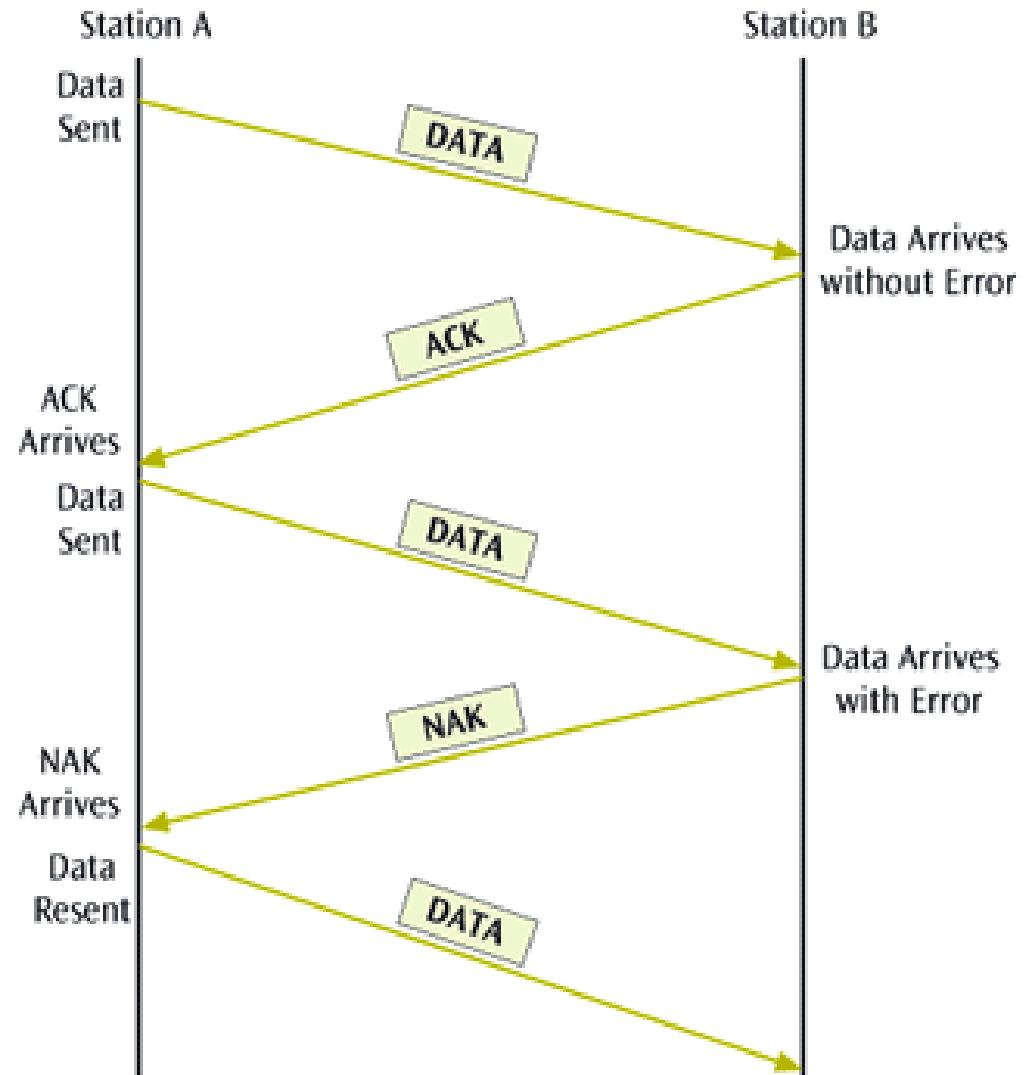 Station A
Station B
Data
Sent
DATA
Data Arrives
without Error
ACK
ACK
Arrives
Data
Sent
DATA
Data Arrives
with Error
NAK
NAK
Arrives
Data
Resent
DATA